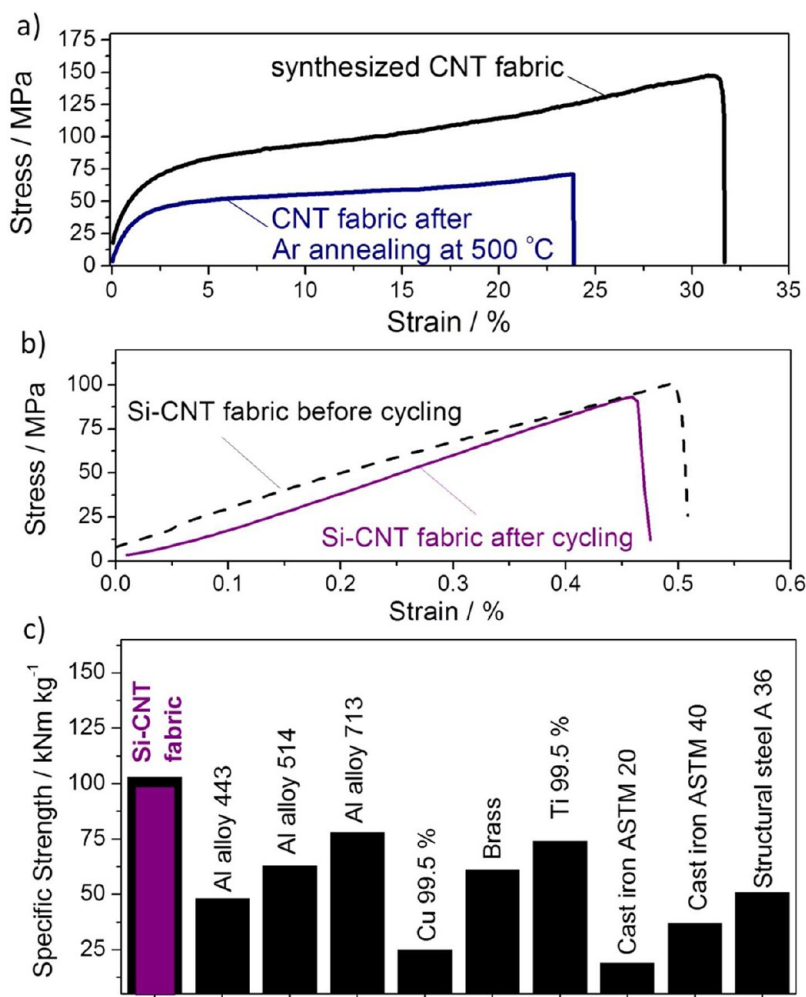 a)
175
150
125
100
75
50
25
0
Stress / MPa
synthesized CNT fabric
CNT fabric after
Ar annealing at 500 °C
0 5 10 15 20 25 30 35
Strain / %
b)
100
75
50
25
0
Stress / MPa
Si-CNT fabric before cycling
Si-CNT fabric after cycling
0.0 0.1 0.2 0.3 0.4 0.5 0.6
Strain / %
c)
150
125
100
75
50
25
Specific Strength / kNm kg⁻¹
Si-CNT
fabric
Al alloy 443
Al alloy 514
Al alloy 713
Cu 99.5 %
Brass
Ti 99.5 %
Cast iron ASTM 20
Cast iron ASTM 40
Structural steel A 36